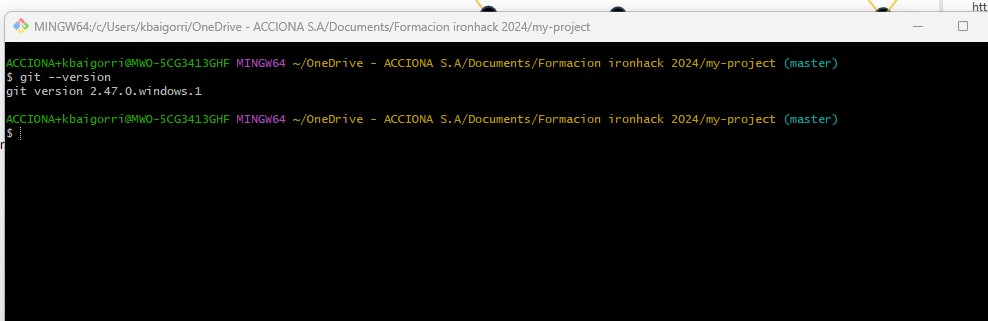 htt
MINGW64:/c/Users/kbaigorri/OneDrive - ACCIONA S.A/Documents/Formacion ironhack 2024/my-project
ACCIONA+kbaigorri@MWO-5CG3413GHF MINGW64 ~/OneDrive - ACCIONA S.A/Documents/Formacion ironhack 2024/my-project (master)
$ git --version
git version 2.47.0.windows.1
ACCIONA+kbaigorri@MWO-5CG3413GHF MINGW64 ~/OneDrive - ACCIONA S.A/Documents/Formacion ironhack 2024/my-project (master)
$
r